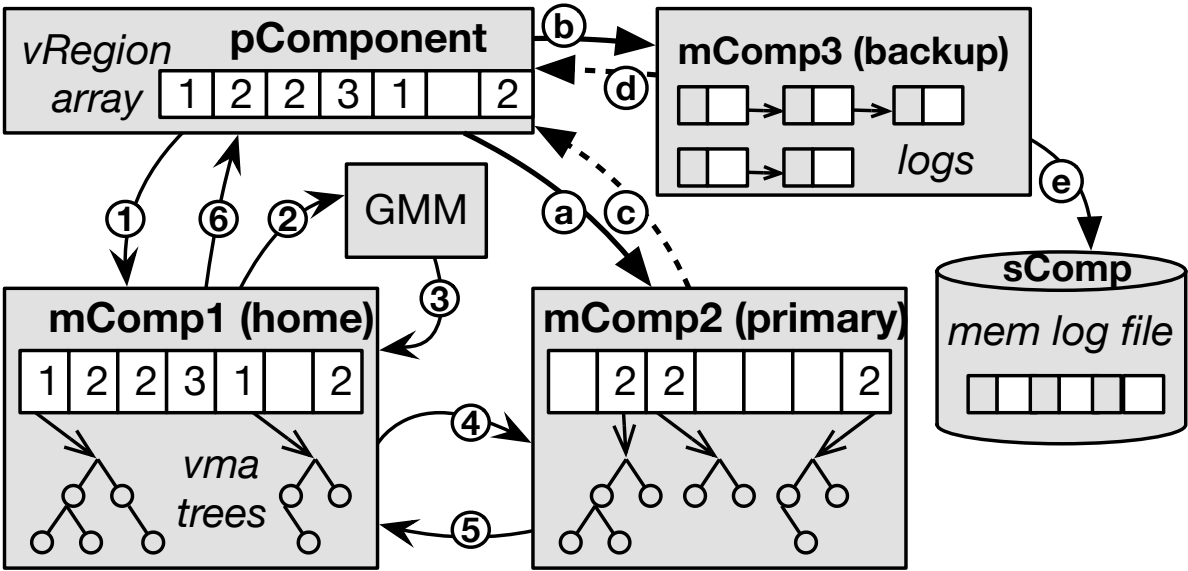 pComponent
vRegion
array
1 2 2 3 1 2
b
d
mComp3 (backup)
logs
1
6
2
GMM
3
a
c
e
mComp1 (home)
1 2 2 3 1 2
vma
trees
4
5
mComp2 (primary)
2 2 2
sComp
mem log file